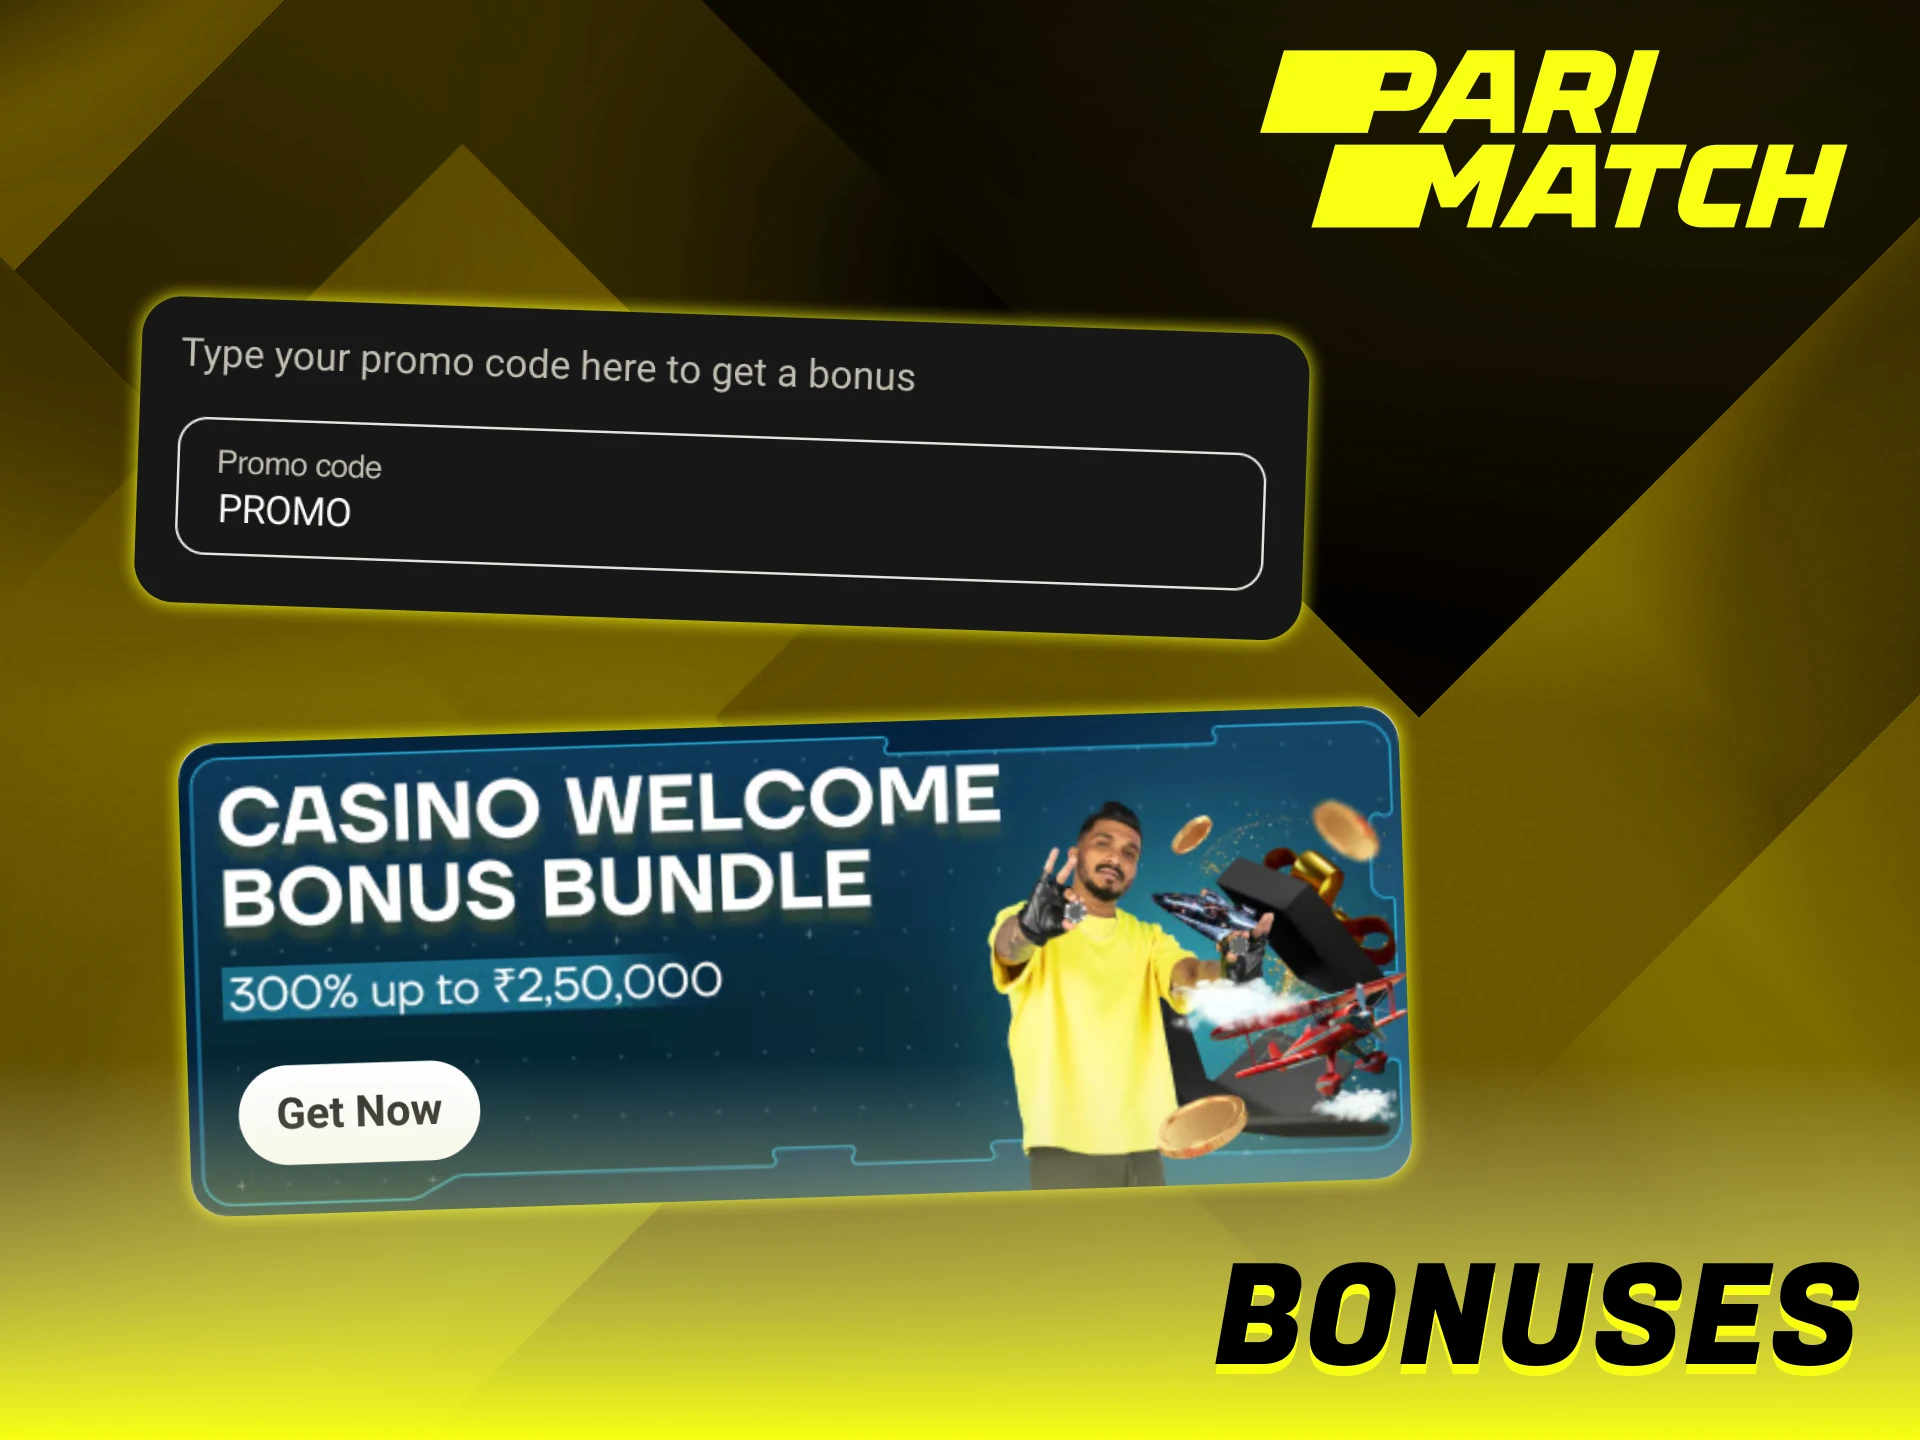 PARI
MATCH
Type your promo code here to get a bonus
Promo code
PROMO
CASINO WELCOME
BONUS BUNDLE
300% up to ₹2,50,000
Get Now
BONUSES